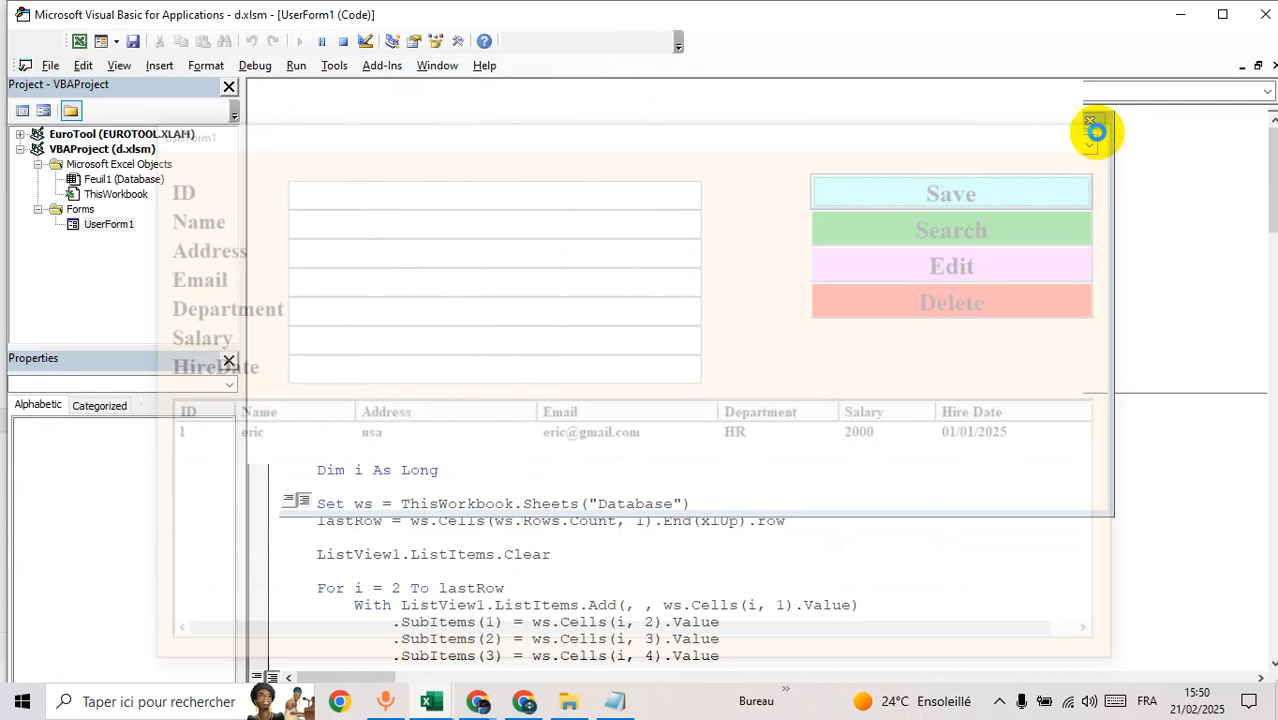 Microsoft Visual Basic for Applications - d.xlsm - [UserForm1 (Code)]
File Edit View Insert Format Debug Run Tools Add-Ins Window Help
Project - VBAProject
EuroTool (EUROTOOL.XLAM)
VBAProject (d.xlsm)
Microsoft Excel Objects
Feuil1 (Database)
ThisWorkbook
Forms
UserForm1
Properties
Alphabetic Categorized
UserForm1
ID
Name
Address
Email
Department
Salary
HireDate
Save
Search
Edit
Delete
ID Name Address Email Department Salary Hire Date
1 eric usa eric@gmail.com HR 2000 01/01/2025
Dim i As Long
Set ws = ThisWorkbook.Sheets("Database")
lastRow = ws.Cells(ws.Rows.Count, 1).End(xlUp).row
ListView1.ListItems.Clear
For i = 2 To lastRow
With ListView1.ListItems.Add(, , ws.Cells(i, 1).Value)
.SubItems(1) = ws.Cells(i, 2).Value
.SubItems(2) = ws.Cells(i, 3).Value
.SubItems(3) = ws.Cells(i, 4).Value
Taper ici pour rechercher
Bureau
24°C Ensoleillé
FRA
15:50
21/02/2025